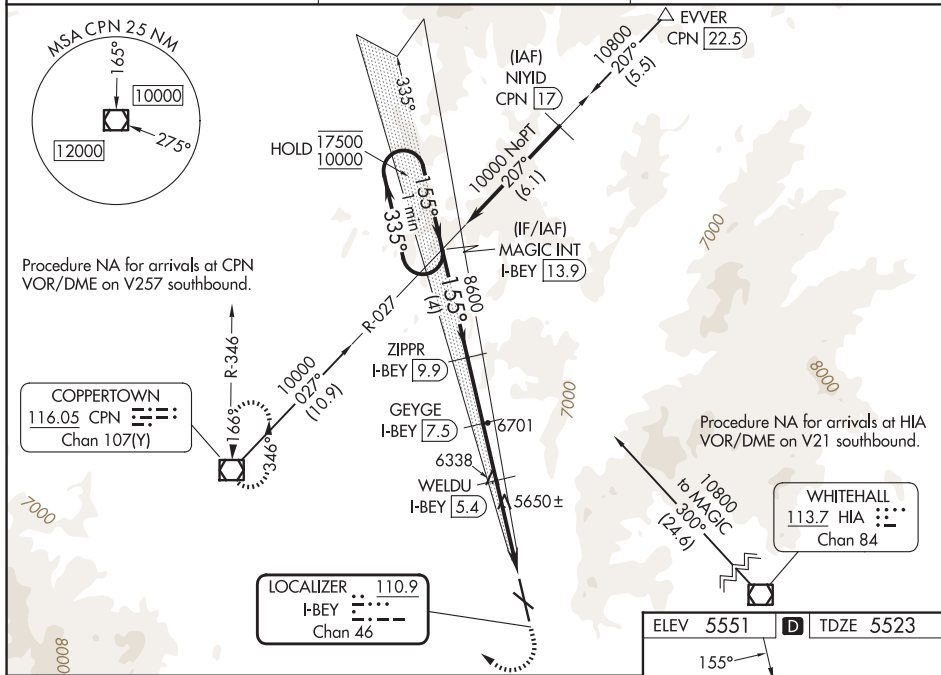 MSA CPN 25 NM
165°
10000
12000
275°
EVVER
CPN 22.5
10800
207°
(5.5)
(IAF)
NIYID
CPN 17
10000 NoPT
207°
(6.1)
335°
HOLD 17500
10000
155°
1 min
335°
(IF/IAF)
MAGIC INT
I-BEY 13.9
8600
155°
(4)
Procedure NA for arrivals at CPN
VOR/DME on V257 southbound.
R-346
R-027
10000
027°
(10.9)
166°
346°
COPPERTOWN
116.05 CPN
Chan 107(Y)
ZIPPR
I-BEY 9.9
GEYGE
I-BEY 7.5
6701
6338
WELDU
I-BEY 5.4
5650±
7000
7000
8000
7000
8000
Procedure NA for arrivals at HIA
VOR/DME on V21 southbound.
10800
to MAGIC
300°
(24.6)
WHITEHALL
113.7 HIA
Chan 84
LOCALIZER 110.9
I-BEY
Chan 46
ELEV 5551 D TDZE 5523
155°